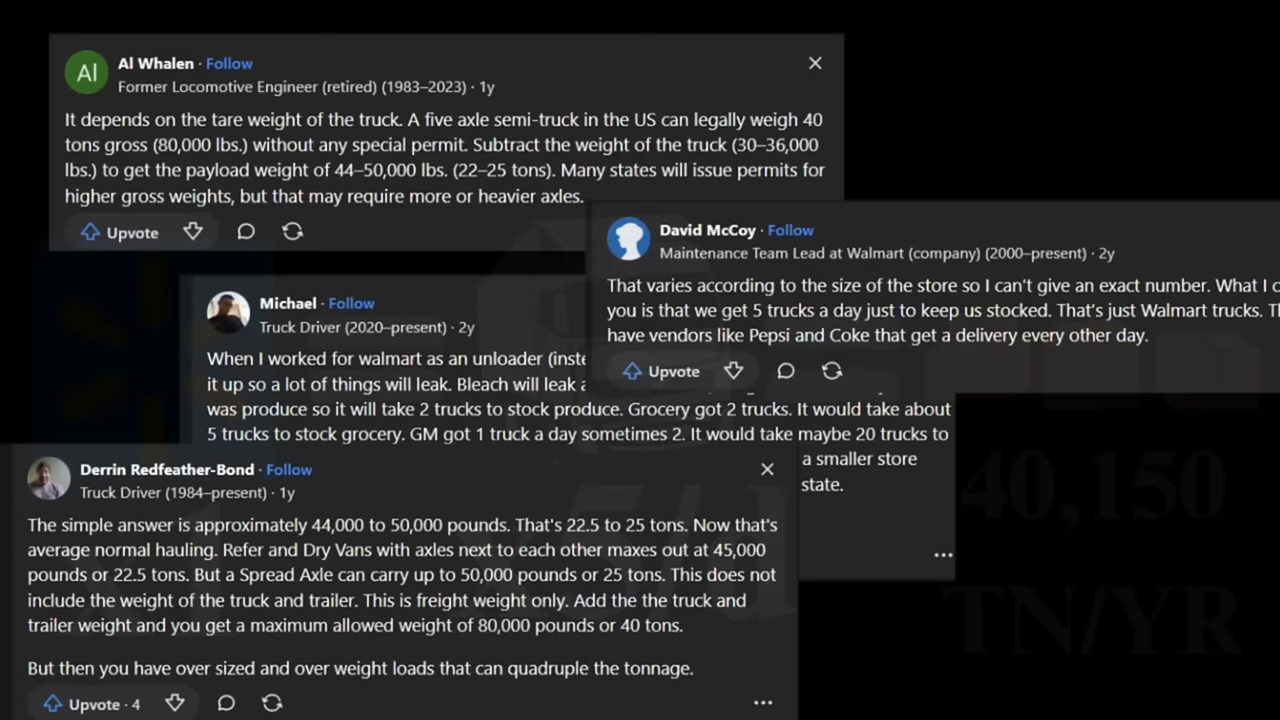 Al
Al Whalen · Follow
Former Locomotive Engineer (retired) (1983–2023) · 1y
It depends on the tare weight of the truck. A five axle semi-truck in the US can legally weigh 40
tons gross (80,000 lbs.) without any special permit. Subtract the weight of the truck (30–36,000
lbs.) to get the payload weight of 44–50,000 lbs. (22–25 tons). Many states will issue permits for
higher gross weights, but that may require more or heavier axles.
Upvote
David McCoy · Follow
Maintenance Team Lead at Walmart (company) (2000–present) · 2y
That varies according to the size of the store so I can't give an exact number. What I
you is that we get 5 trucks a day just to keep us stocked. That's just Walmart trucks.
have vendors like Pepsi and Coke that get a delivery every other day.
Upvote
Michael · Follow
Truck Driver (2020–present) · 2y
When I worked for walmart as an unloader
it up so a lot of things will leak. Bleach will leak
was produce so it will take 2 trucks to stock produce. Grocery got 2 trucks. It would take about
5 trucks to stock grocery. GM got 1 truck a day sometimes 2. It would take maybe 20 trucks to
a smaller store
state.
Derrin Redfeather-Bond · Follow
Truck Driver (1984–present) · 1y
The simple answer is approximately 44,000 to 50,000 pounds. That's 22.5 to 25 tons. Now that's
average normal hauling. Refer and Dry Vans with axles next to each other maxes out at 45,000
pounds or 22.5 tons. But a Spread Axle can carry up to 50,000 pounds or 25 tons. This does not
include the weight of the truck and trailer. This is freight weight only. Add the the truck and
trailer weight and you get a maximum allowed weight of 80,000 pounds or 40 tons.
But then you have over sized and over weight loads that can quadruple the tonnage.
Upvote · 4
40,150
TN/YR